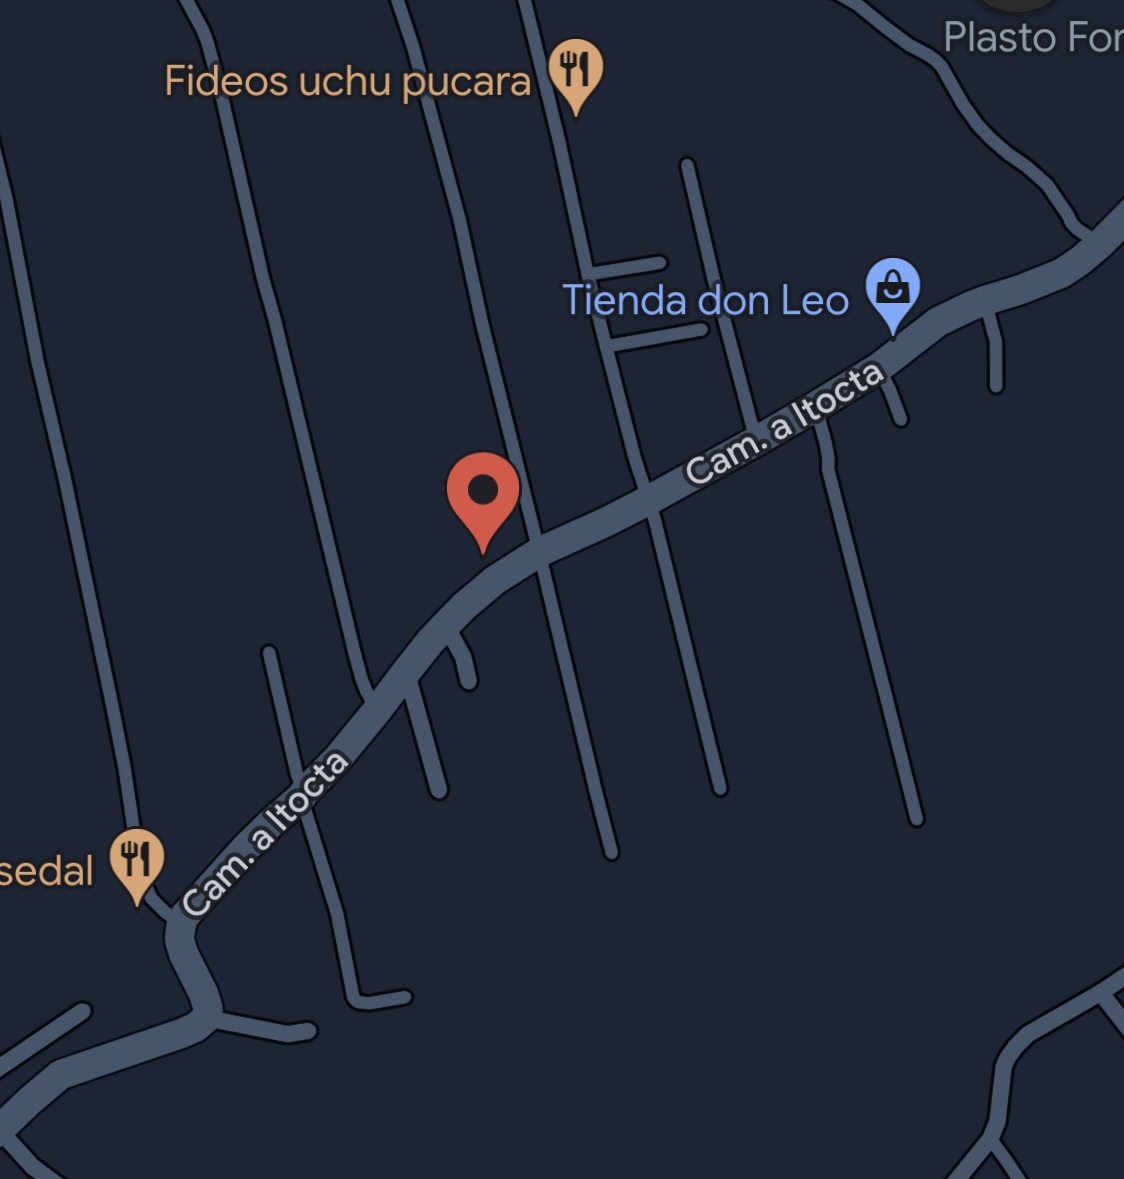 Plasto For
Fideos uchu pucara
Tienda don Leo
Cam. a Itocta
Cam. a Itocta
sedal